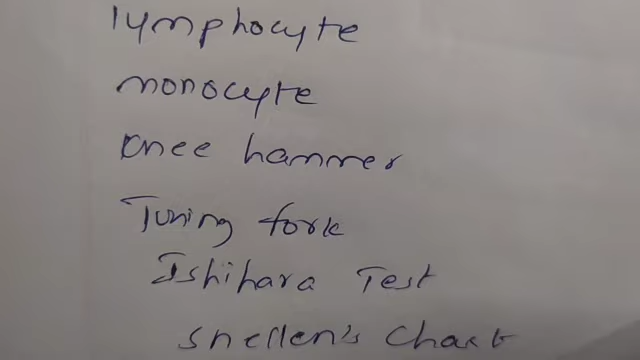 lymphocyte
monocyte
Knee hammer
Tuning fork
Ishihara Test
Snellen's Chart